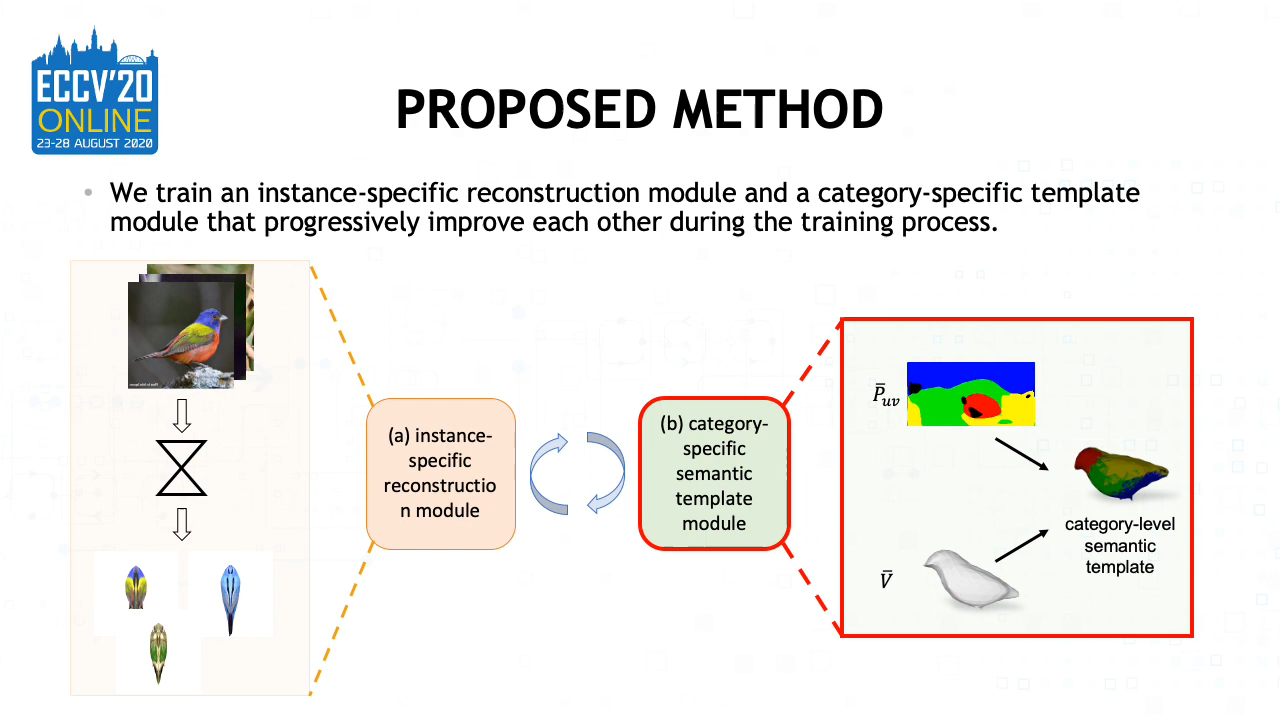 ECCV'20
ONLINE
23-28 AUGUST 2020
PROPOSED METHOD
• We train an instance-specific reconstruction module and a category-specific template
module that progressively improve each other during the training process.
(a) instance-
specific
reconstructio
n module
(b) category-
specific
semantic
template
module
P̄uv
V̄
category-level
semantic
template